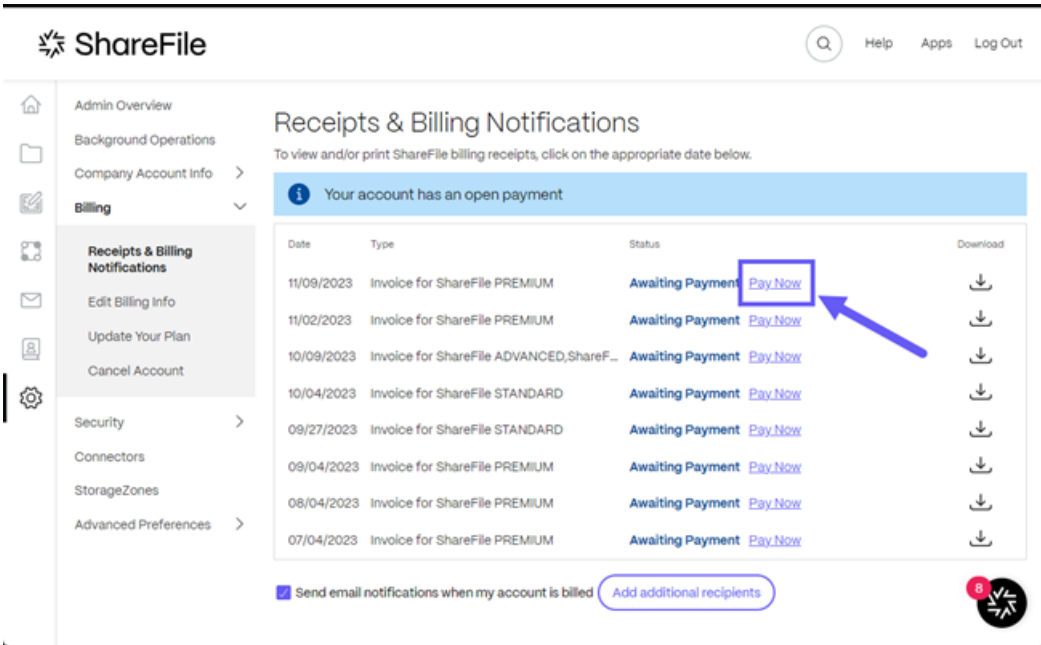 ShareFile
Help Apps Log Out
Admin Overview
Background Operations
Company Account Info
Billing
Receipts & Billing
Notifications
Edit Billing Info
Update Your Plan
Cancel Account
Security
Connectors
StorageZones
Advanced Preferences
Receipts & Billing Notifications
To view and/or print ShareFile billing receipts, click on the appropriate date below.
Your account has an open payment
Date Type Status Download
11/09/2023 Invoice for ShareFile PREMIUM Awaiting Payment Pay Now
11/02/2023 Invoice for ShareFile PREMIUM Awaiting Payment Pay Now
10/09/2023 Invoice for ShareFile ADVANCED,ShareF... Awaiting Payment Pay Now
10/04/2023 Invoice for ShareFile STANDARD Awaiting Payment Pay Now
09/27/2023 Invoice for ShareFile STANDARD Awaiting Payment Pay Now
09/04/2023 Invoice for ShareFile PREMIUM Awaiting Payment Pay Now
08/04/2023 Invoice for ShareFile PREMIUM Awaiting Payment Pay Now
07/04/2023 Invoice for ShareFile PREMIUM Awaiting Payment Pay Now
Send email notifications when my account is billed Add additional recipients
8